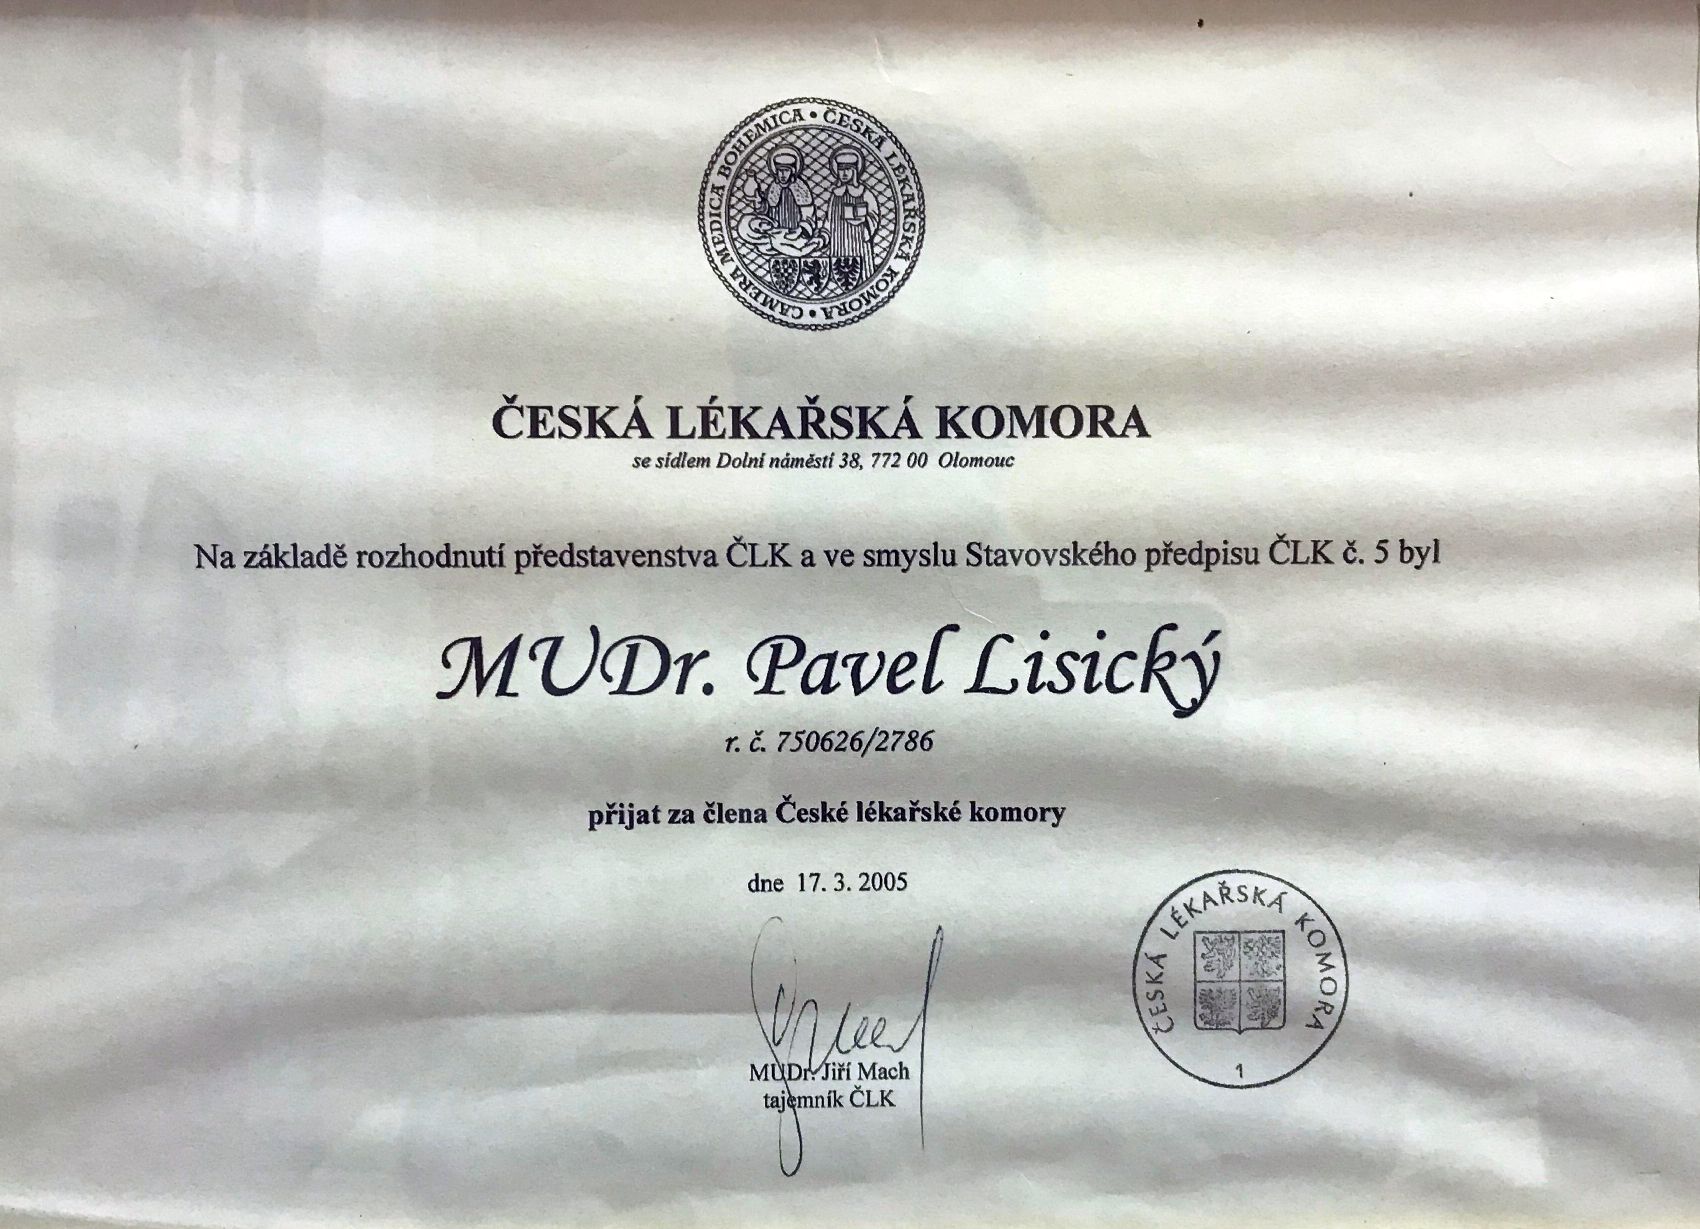 CAMERA MEDICA BOHEMICA • ČESKÁ LÉKAŘSKÁ KOMORA •
ČESKÁ LÉKAŘSKÁ KOMORA
se sídlem Dolní náměstí 38, 772 00 Olomouc
Na základě rozhodnutí představenstva ČLK a ve smyslu Stavovského předpisu ČLK č. 5 byl
MUDr. Pavel Lisický
r. č. 750626/2786
přijat za člena České lékařské komory
dne 17. 3. 2005
MUDr. Jiří Mach
tajemník ČLK
ČESKÁ LÉKAŘSKÁ KOMORA
1